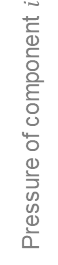 Pressure of component i